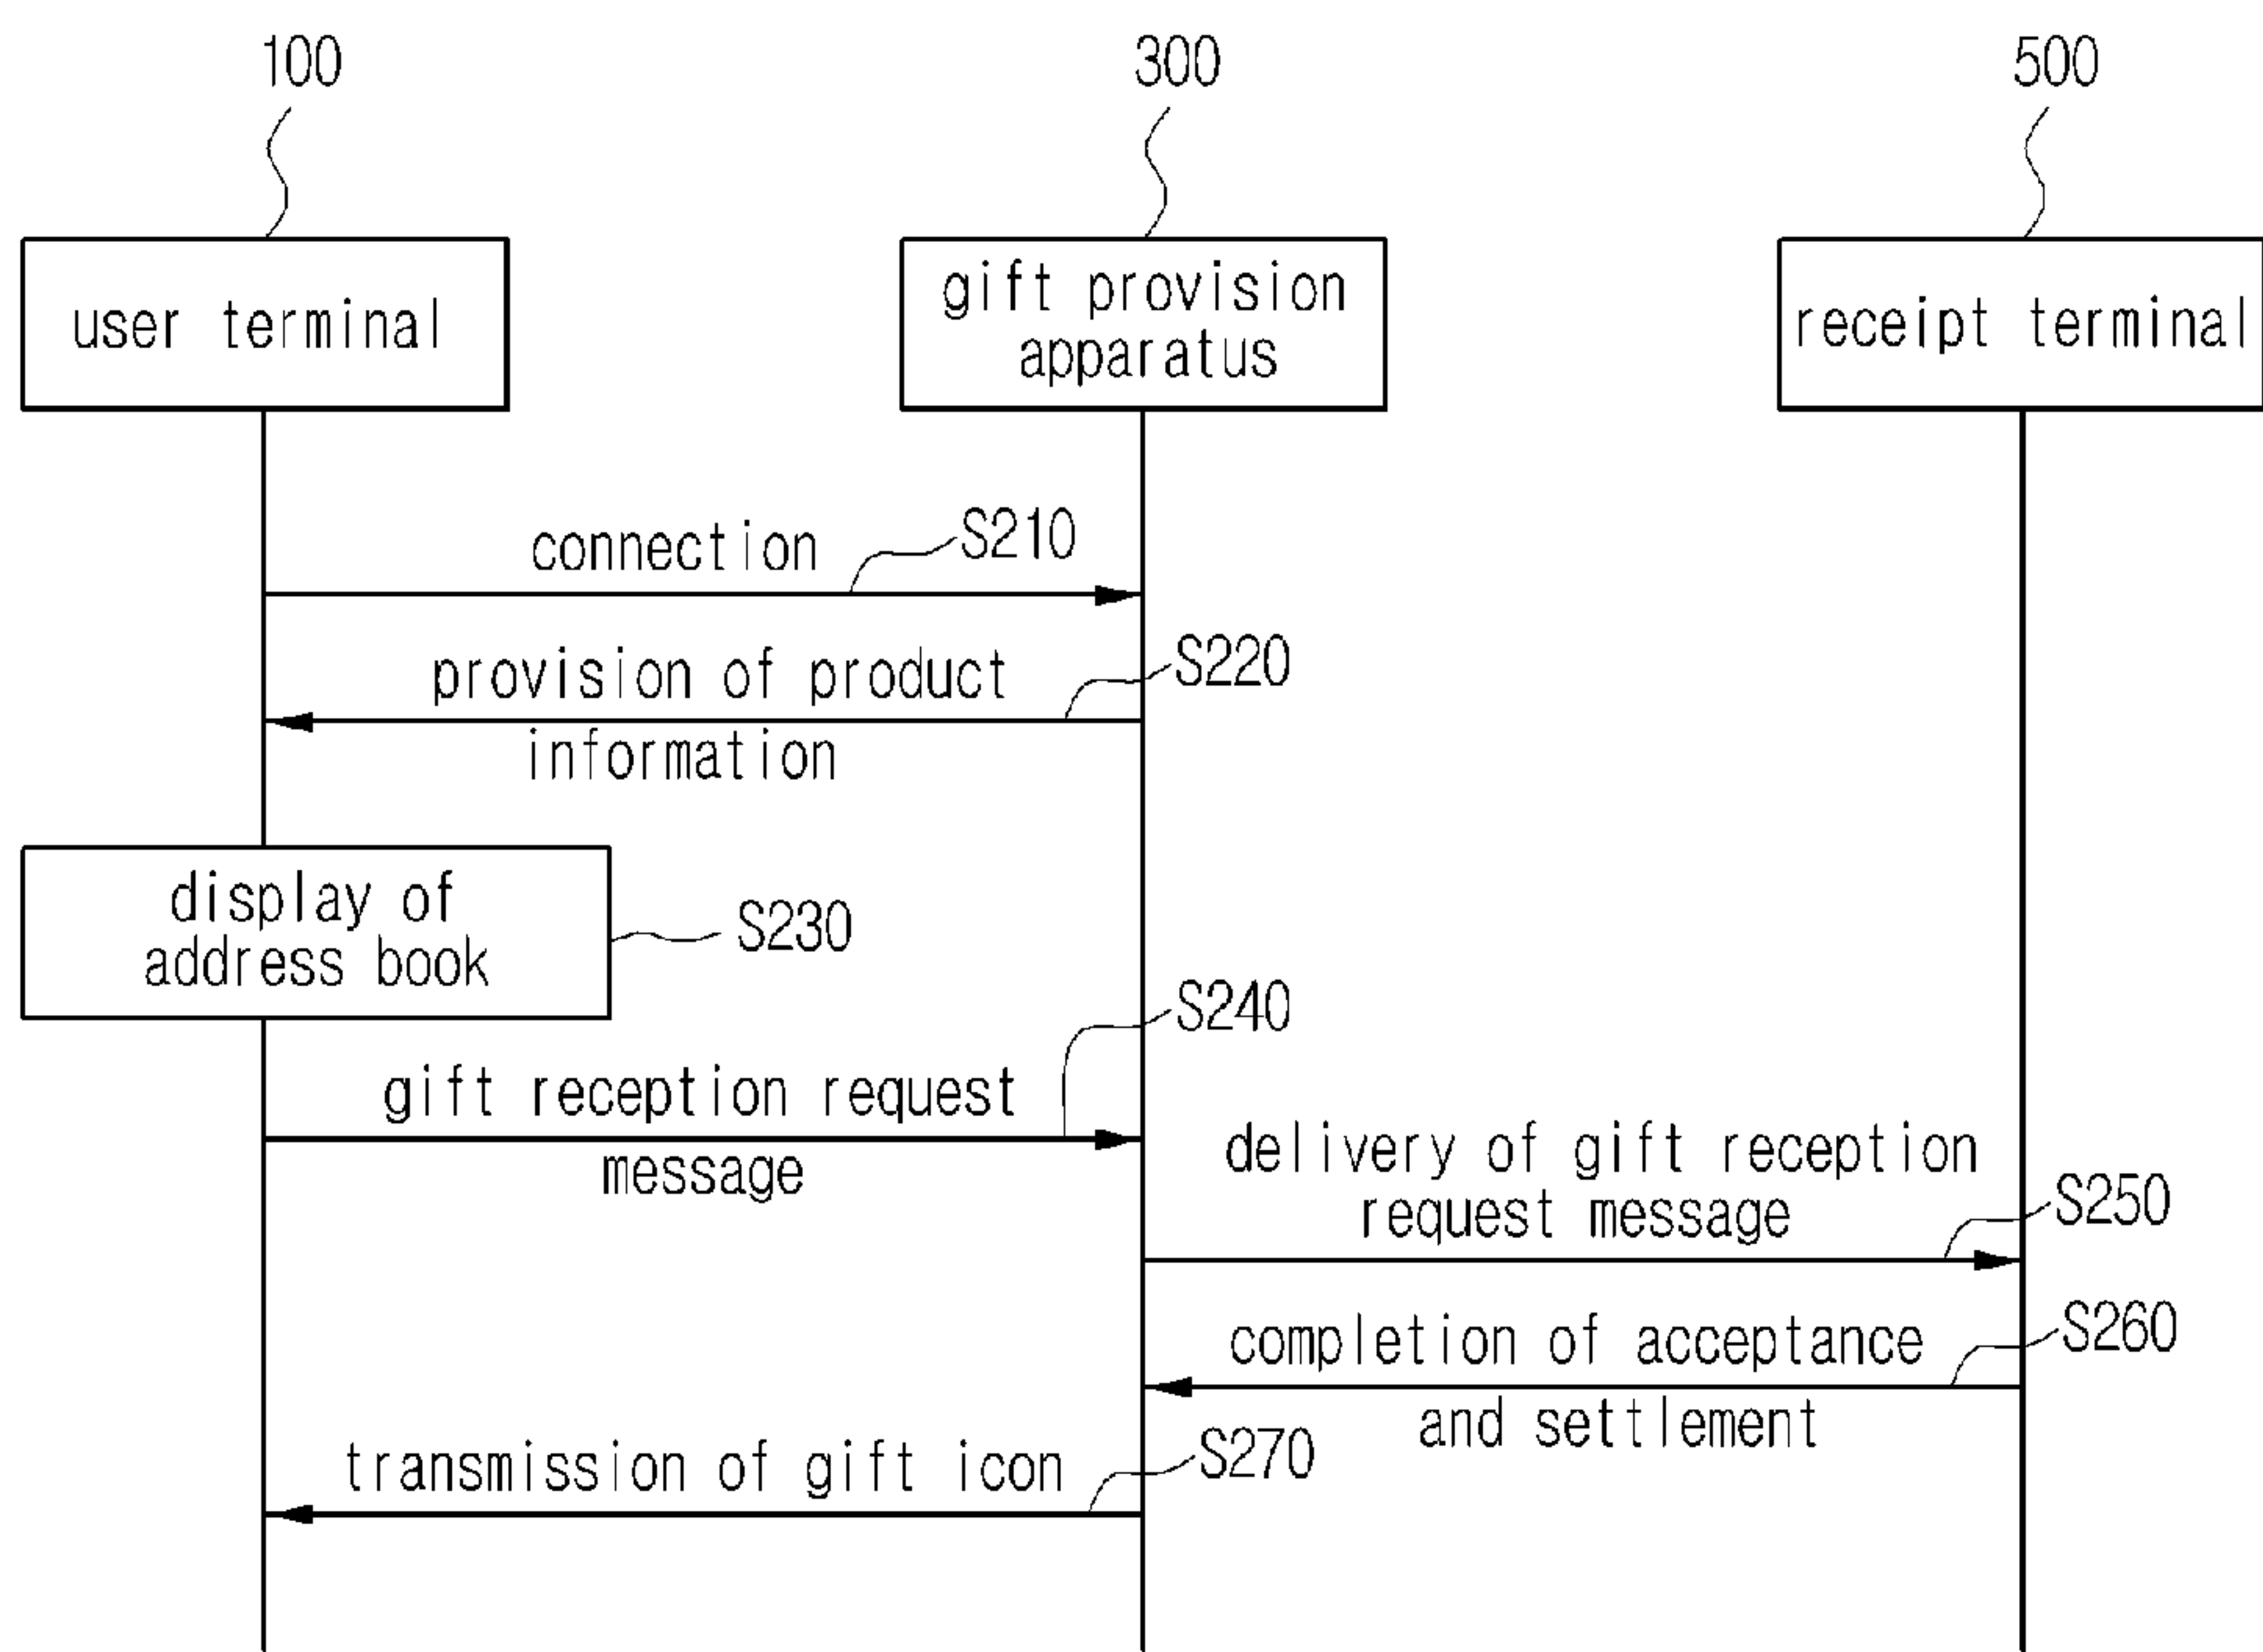 100
300
500
user terminal
gift provision
apparatus
receipt terminal
connection
S210
provision of product
information
S220
display of
address book
S230
S240
gift reception request
message
delivery of gift reception
request message
S250
completion of acceptance
and settlement
S260
transmission of gift icon
S270